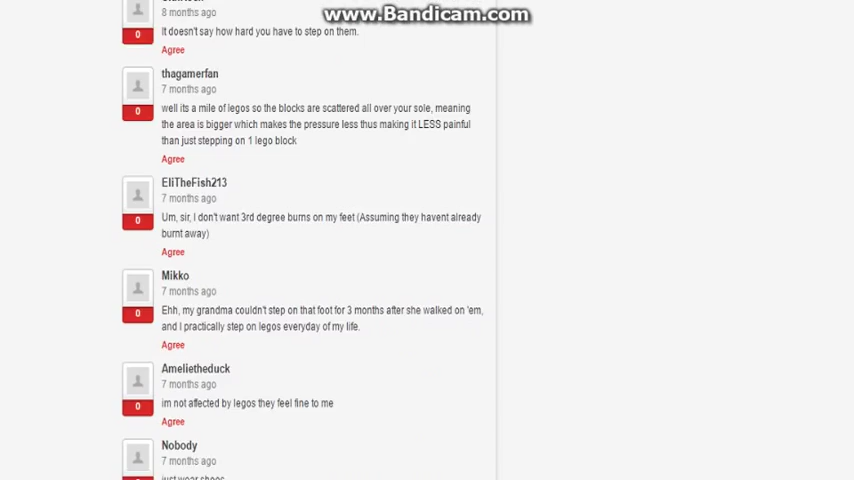 www.Bandicam.com
8 months ago
0
It doesn't say how hard you have to step on them.
Agree
thagamerfan
7 months ago
0
well its a mile of legos so the blocks are scattered all over your sole, meaning
the area is bigger which makes the pressure less thus making it LESS painful
than just stepping on 1 lego block
Agree
EliTheFish213
7 months ago
0
Um, sir, I don't want 3rd degree burns on my feet (Assuming they havent already
burnt away)
Agree
Mikko
7 months ago
0
Ehh, my grandma couldn't step on that foot for 3 months after she walked on 'em,
and I practically step on legos everyday of my life.
Agree
Amelietheduck
7 months ago
0
im not affected by legos they feel fine to me
Agree
Nobody
7 months ago
just wear shoes